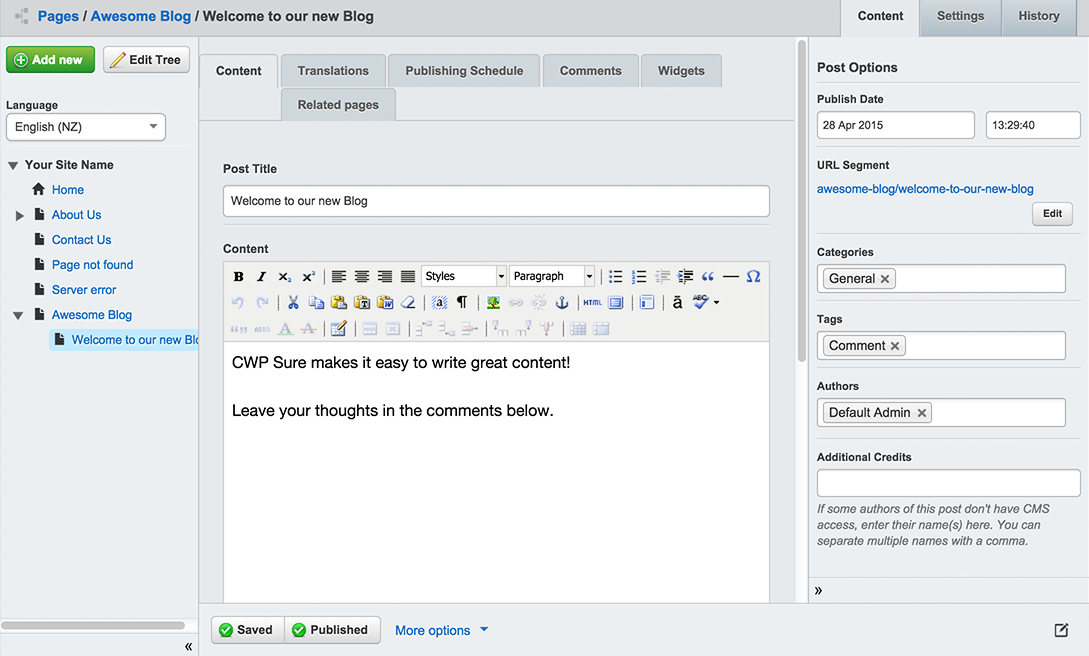 Pages / Awesome Blog / Welcome to our new Blog
Content
Settings
History
Add new
Edit Tree
Language
English (NZ)
Your Site Name
Home
About Us
Contact Us
Page not found
Server error
Awesome Blog
Welcome to our new Blo
«
Content
Translations
Publishing Schedule
Comments
Widgets
Related pages
Post Title
Welcome to our new Blog
Content
Styles
Paragraph
HTML
ABC
CWP Sure makes it easy to write great content!
Leave your thoughts in the comments below.
Saved
Published
More options
Post Options
Publish Date
28 Apr 2015
13:29:40
URL Segment
awesome-blog/welcome-to-our-new-blog
Edit
Categories
General
Tags
Comment
Authors
Default Admin
Additional Credits
If some authors of this post don't have CMS
access, enter their name(s) here. You can
separate multiple names with a comma.
»